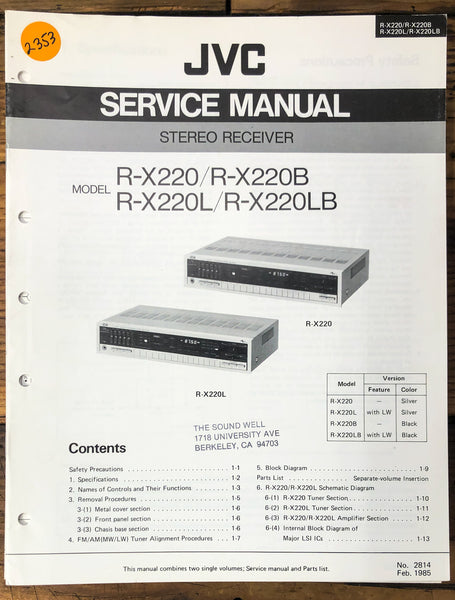 2353
R-X220/R-X220B
R-X220L/R-X220LB
JVC
SERVICE MANUAL
STEREO RECEIVER
MODEL R-X220/R-X220B
R-X220L/R-X220LB
R-X220
R-X220L
Model Version
Feature Color
R-X220 – Silver
R-X220L with LW Silver
R-X220B – Black
R-X220LB with LW Black
THE SOUND WELL
1718 UNIVERSITY AVE
BERKELEY, CA 94703
Contents
Safety Precautions 1-1
1. Specifications 1-2
2. Names of Controls and Their Functions 1-3
3. Removal Procedures 1-5
3-(1) Metal cover section 1-6
3-(2) Front panel section 1-6
3-(3) Chasis base section 1-6
4. FM/AM(MW/LW) Tuner Alignment Procedures 1-7
5. Block Diagram 1-9
Parts List Separate-volume Insertion
6. R-X220/R-X220L Schematic Diagram
6-(1) R-X220 Tuner Section 1-10
6-(2) R-X220L Tuner Section 1-11
6-(3) R-X220/R-X220L Amplifier Section 1-12
6-(4) Internal Block Diagram of
Major LSI ICs 1-13
This manual combines two single volumes; Service manual and Parts list.
No. 2814
Feb. 1985